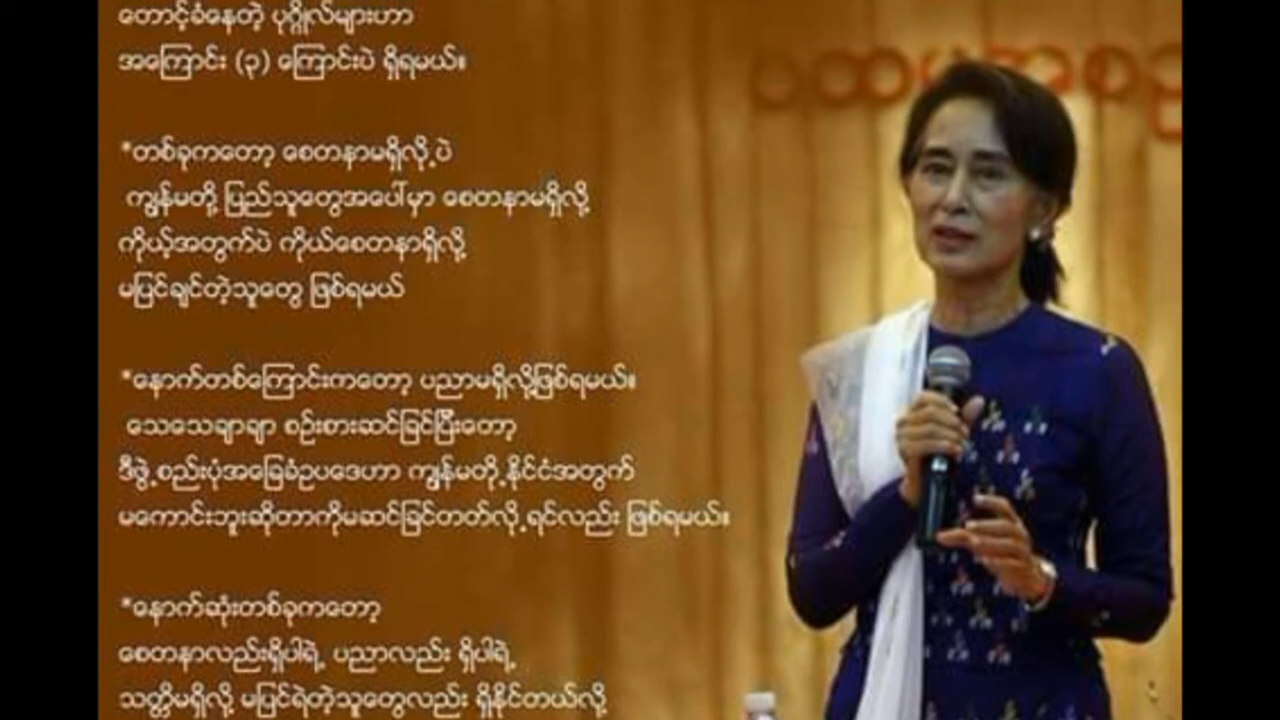 တောင့်ခံနေတဲ့ ပုဂ္ဂိုလ်များဟာ
အကြောင်း (၃) ကြောင်းပဲ ရှိရမယ်။
*တစ်ခုကတော့ စေတနာမရှိလို့ပဲ
ကျွန်မတို့ ပြည်သူတွေအပေါ်မှာ စေတနာမရှိလို့
ကိုယ့်အတွက်ပဲ ကိုယ်စေတနာရှိလို့
မပြင်ချင်တဲ့သူတွေ ဖြစ်ရမယ်
*နောက်တစ်ကြောင်းကတော့ ပညာမရှိလို့ဖြစ်ရမယ်။
သေသေချာချာ စဉ်းစားဆင်ခြင်ပြီးတော့
ဒီဖွဲ့စည်းပုံအခြေခံဥပဒေဟာ ကျွန်မတို့နိုင်ငံအတွက်
မကောင်းဘူးဆိုတာကိုမဆင်ခြင်တတ်လို့ရင်လည်း ဖြစ်ရမယ်။
*နောက်ဆုံးတစ်ခုကတော့
စေတနာလည်းရှိပါရဲ့ ပညာလည်း ရှိပါရဲ့
သတ္တိမရှိလို့ မပြင်ရဲတဲ့သူတွေလည်း ရှိနိုင်တယ်လို့
ပထမအစည်